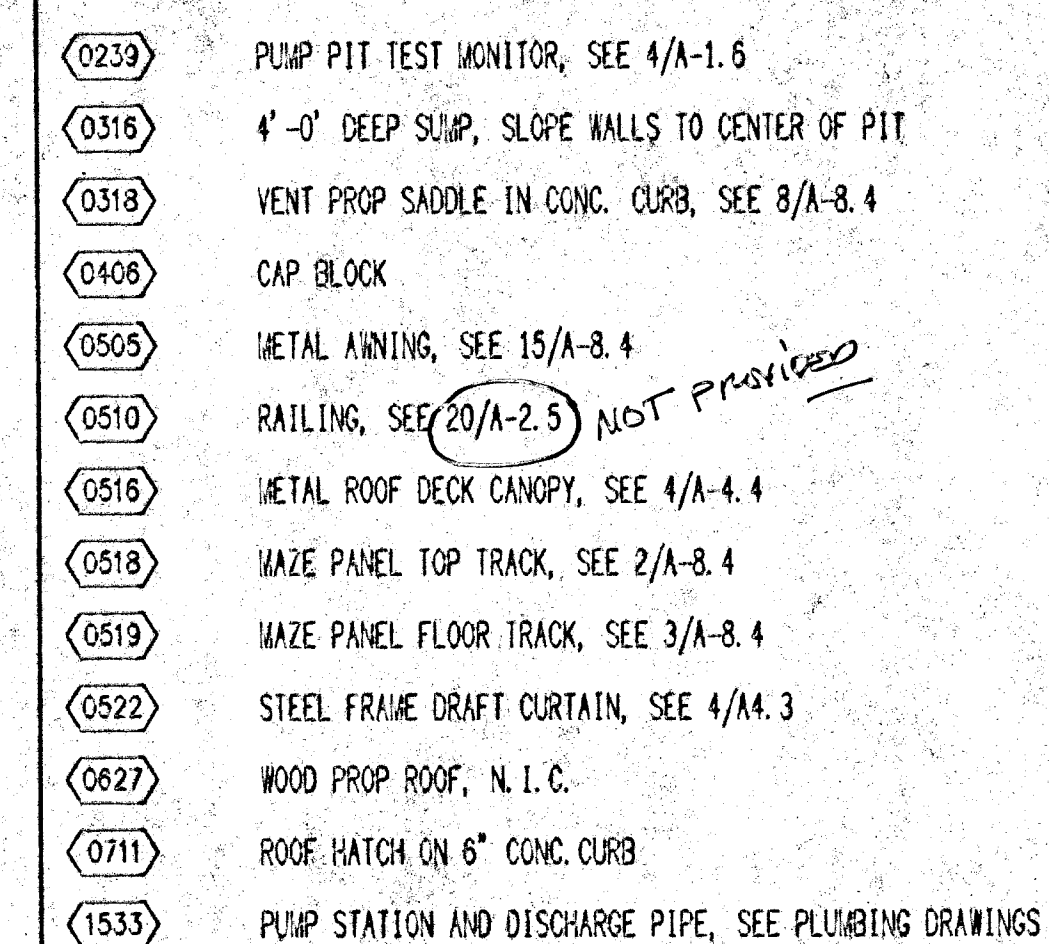 0239 PUMP PIT TEST MONITOR, SEE 4/A-1.6
0316 4'-0' DEEP SUMP, SLOPE WALLS TO CENTER OF PIT
0318 VENT PROP SADDLE IN CONC. CURB, SEE 8/A-8.4
0406 CAP BLOCK
0505 METAL AWNING, SEE 15/A-8.4
0510 RAILING, SEE 20/A-2.5 NOT PROVIDED
0516 METAL ROOF DECK CANOPY, SEE 4/A-4.4
0518 MAZE PANEL TOP TRACK, SEE 2/A-8.4
0519 MAZE PANEL FLOOR TRACK, SEE 3/A-8.4
0522 STEEL FRAME DRAFT CURTAIN, SEE 4/A4.3
0627 WOOD PROP ROOF, N.I.C.
0711 ROOF HATCH ON 6" CONC. CURB
1533 PUMP STATION AND DISCHARGE PIPE, SEE PLUMBING DRAWINGS